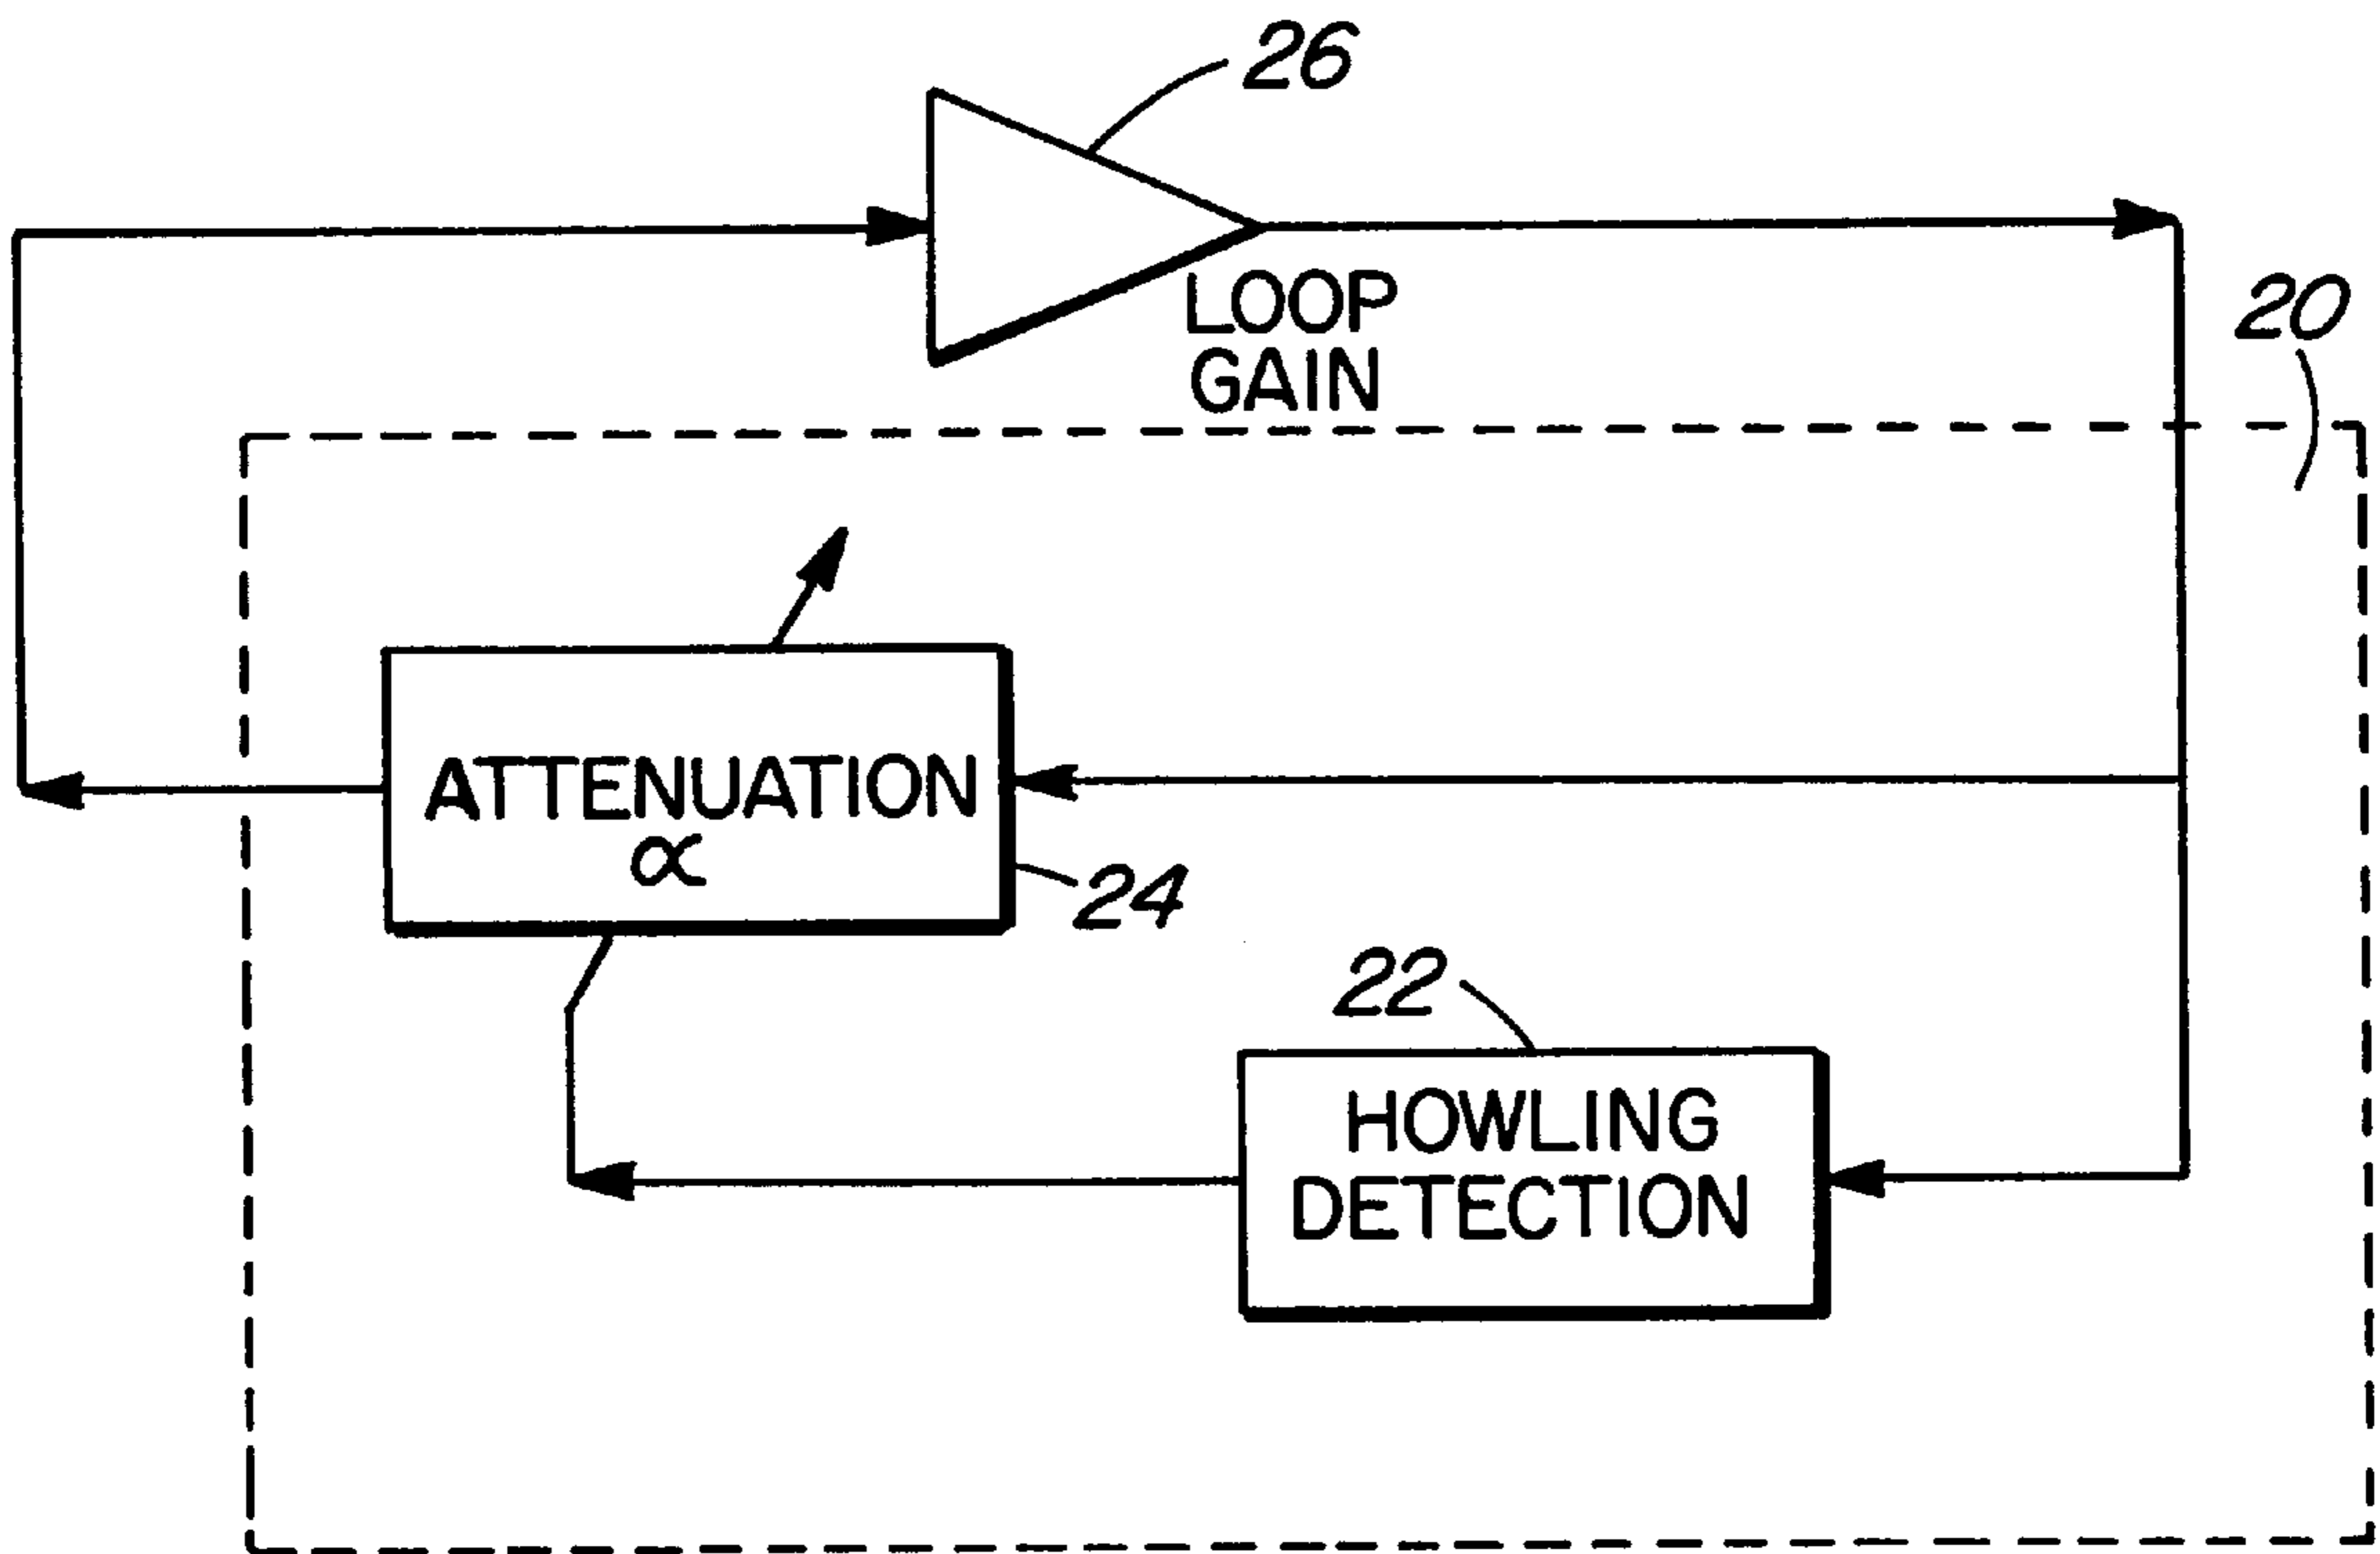 26
LOOP
GAIN
20
ATTENUATION
α
24
22
HOWLING
DETECTION